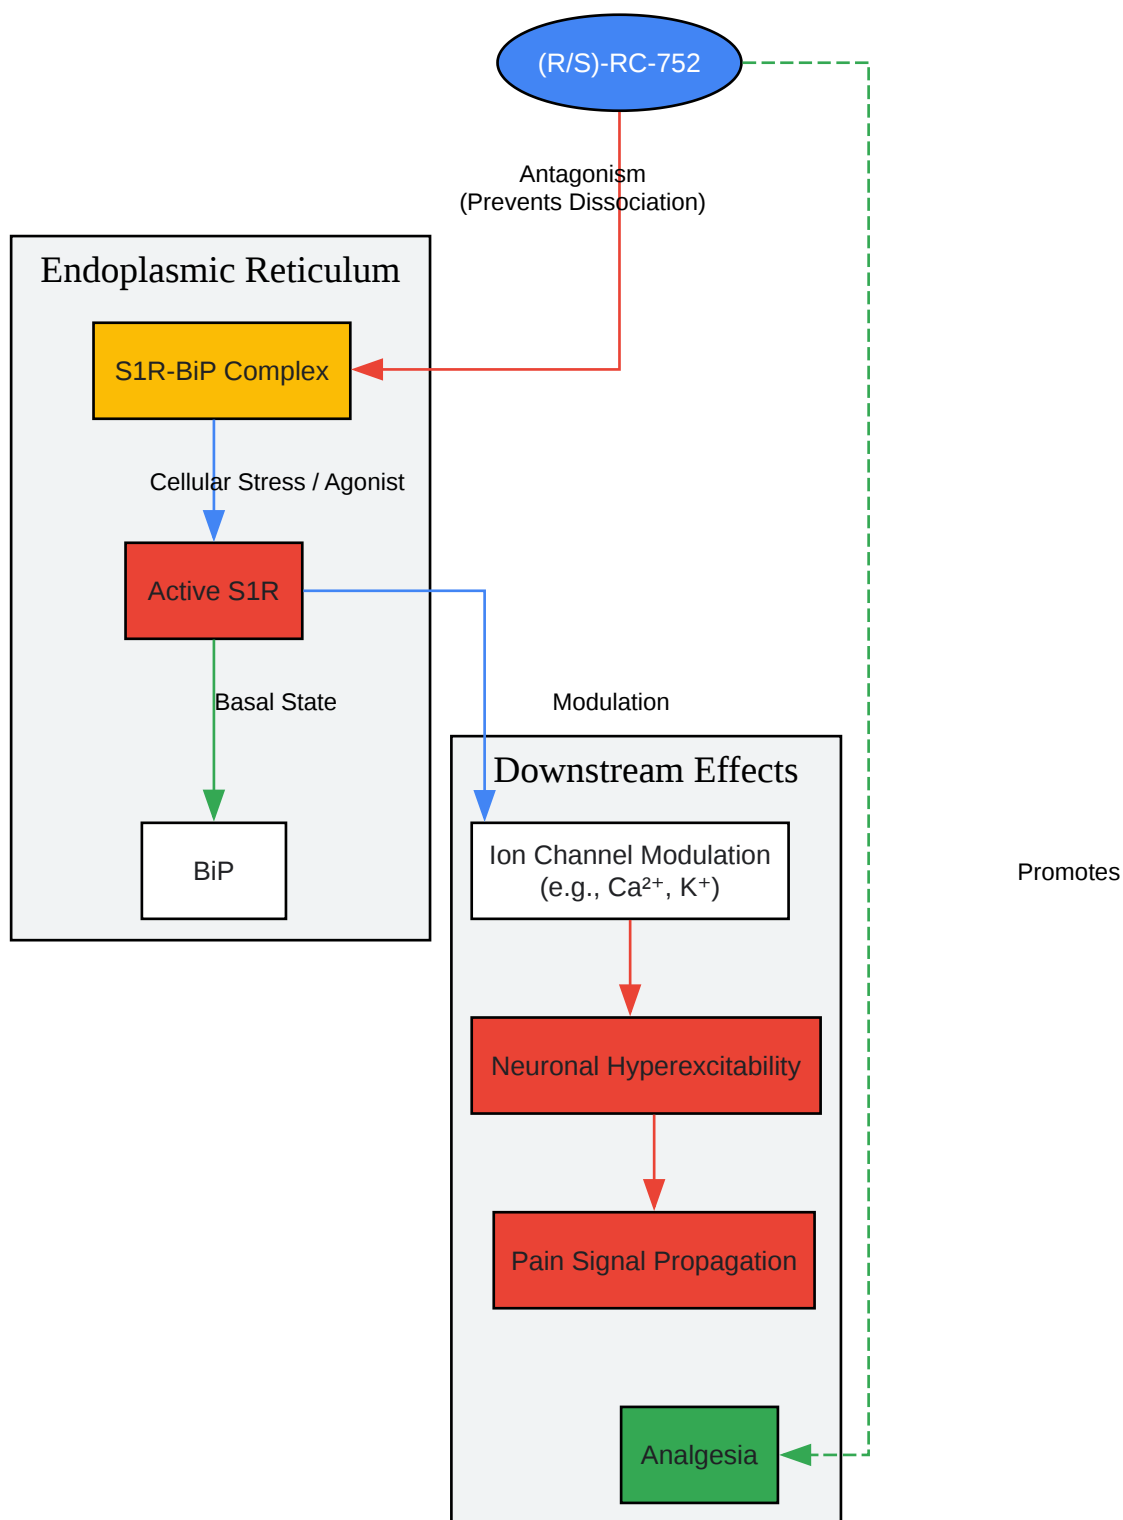 (R/S)-RC-752
Antagonism
(Prevents Dissociation)
Endoplasmic Reticulum
S1R-BiP Complex
Cellular Stress / Agonist
Active S1R
Basal State
Modulation
BiP
Downstream Effects
Ion Channel Modulation
(e.g., Ca²⁺, K⁺)
Promotes
Neuronal Hyperexcitability
Pain Signal Propagation
Analgesia